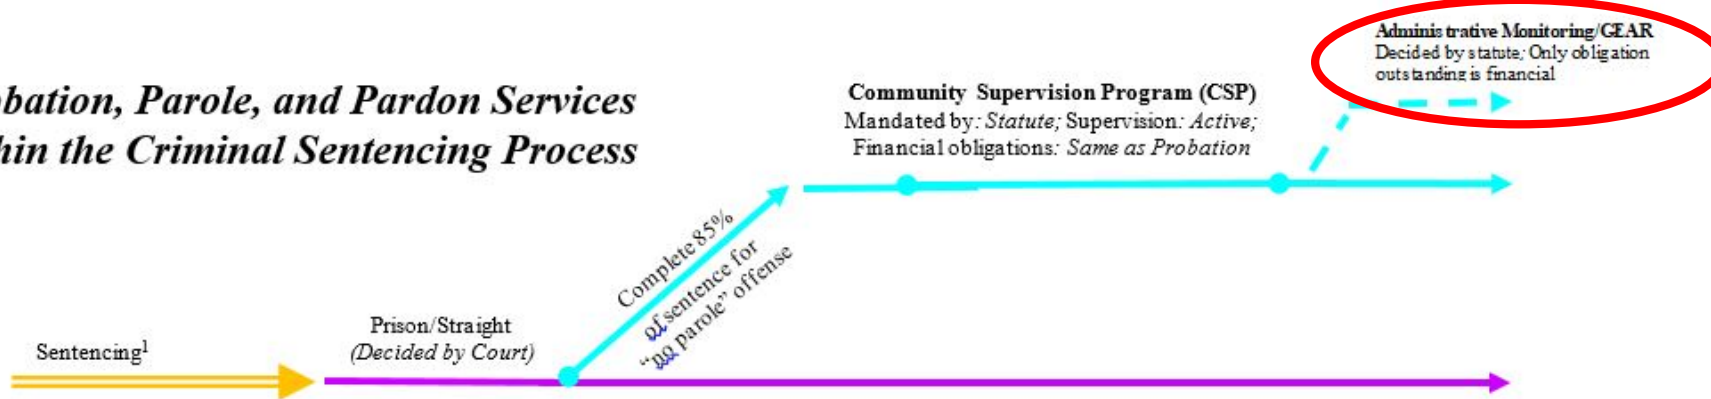 bation, Parole, and Pardon Services
hin the Criminal Sentencing Process
Administrative Monitoring/GEAR
Decided by statute; Only obligation
outstanding is financial
Community Supervision Program (CSP)
Mandated by: Statute; Supervision: Active;
Financial obligations: Same as Probation
Complete 85%
of sentence for
“no parole” offense
Prison/Straight
(Decided by Court)
Sentencing1